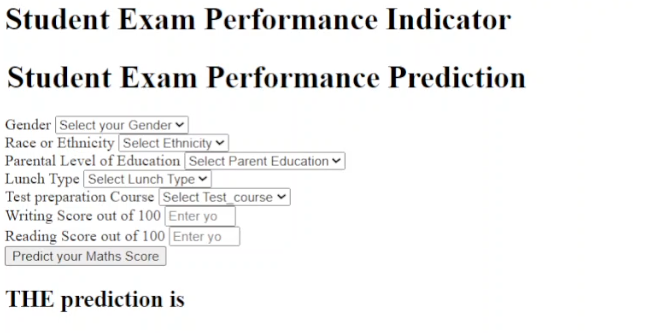 Student Exam Performance Indicator
Student Exam Performance Prediction
Gender Select your Gender
Race or Ethnicity Select Ethnicity
Parental Level of Education Select Parent Education
Lunch Type Select Lunch Type
Test preparation Course Select Test_course
Writing Score out of 100 Enter yo
Reading Score out of 100 Enter yo
Predict your Maths Score
THE prediction is